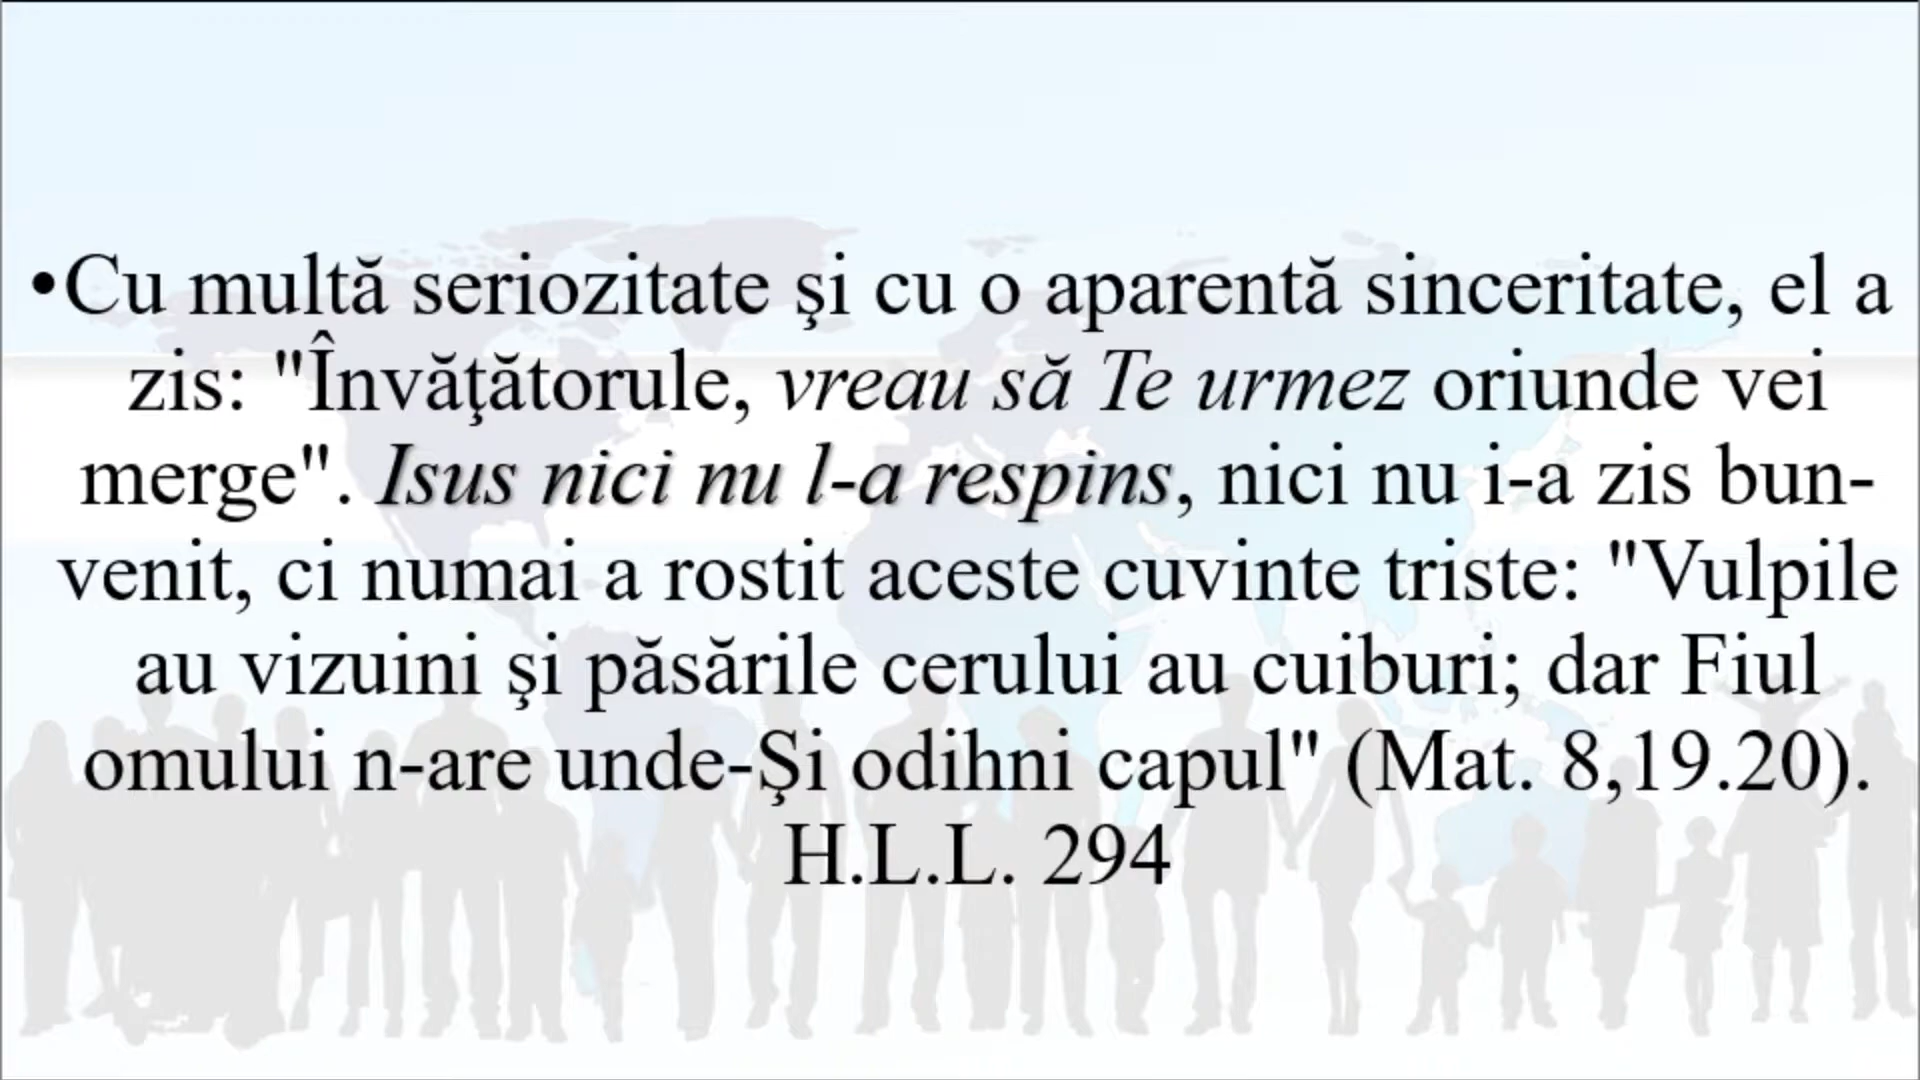 •Cu multă seriozitate şi cu o aparentă sinceritate, el a
zis: "Învăţătorule, vreau să Te urmez oriunde vei
merge". Isus nici nu l-a respins, nici nu i-a zis bun-
venit, ci numai a rostit aceste cuvinte triste: "Vulpile
au vizuini şi păsările cerului au cuiburi; dar Fiul
omului n-are unde-Şi odihni capul" (Mat. 8,19.20).
H.L.L. 294